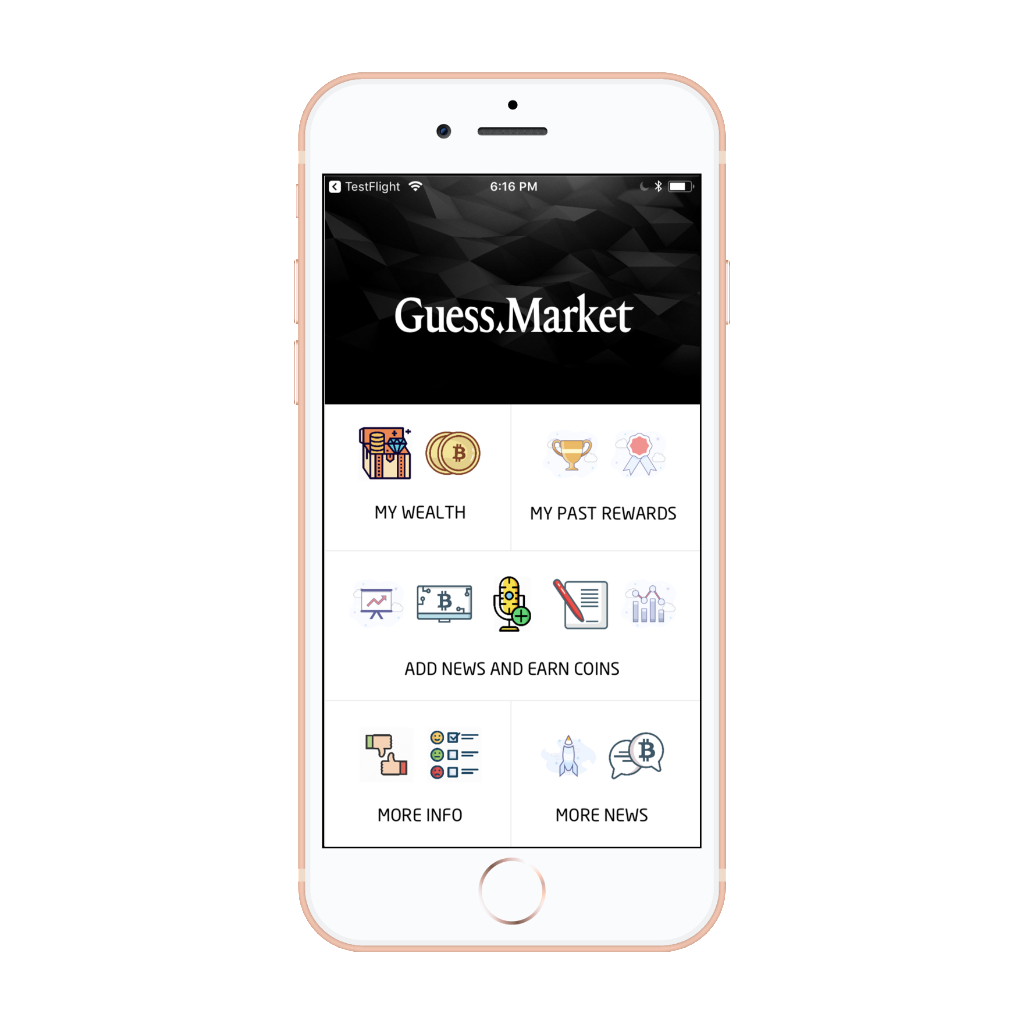 TestFlight 6:16 PM
Guess.Market
MY WEALTH
MY PAST REWARDS
ADD NEWS AND EARN COINS
MORE INFO
MORE NEWS